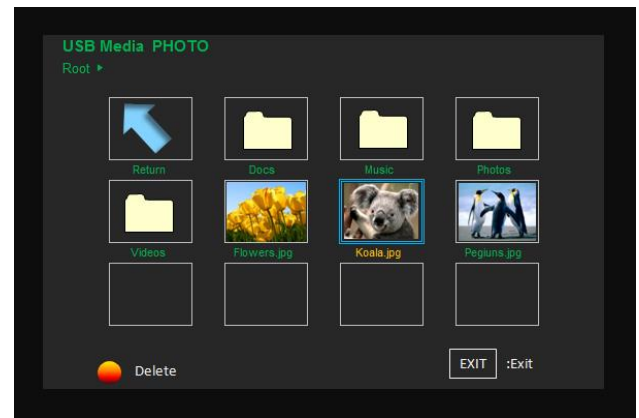 USB Media PHOTO
Root ▸
Return Docs Music Photos
Videos Flowers.jpg Koala.jpg Pegiuns.jpg
Delete EXIT :Exit